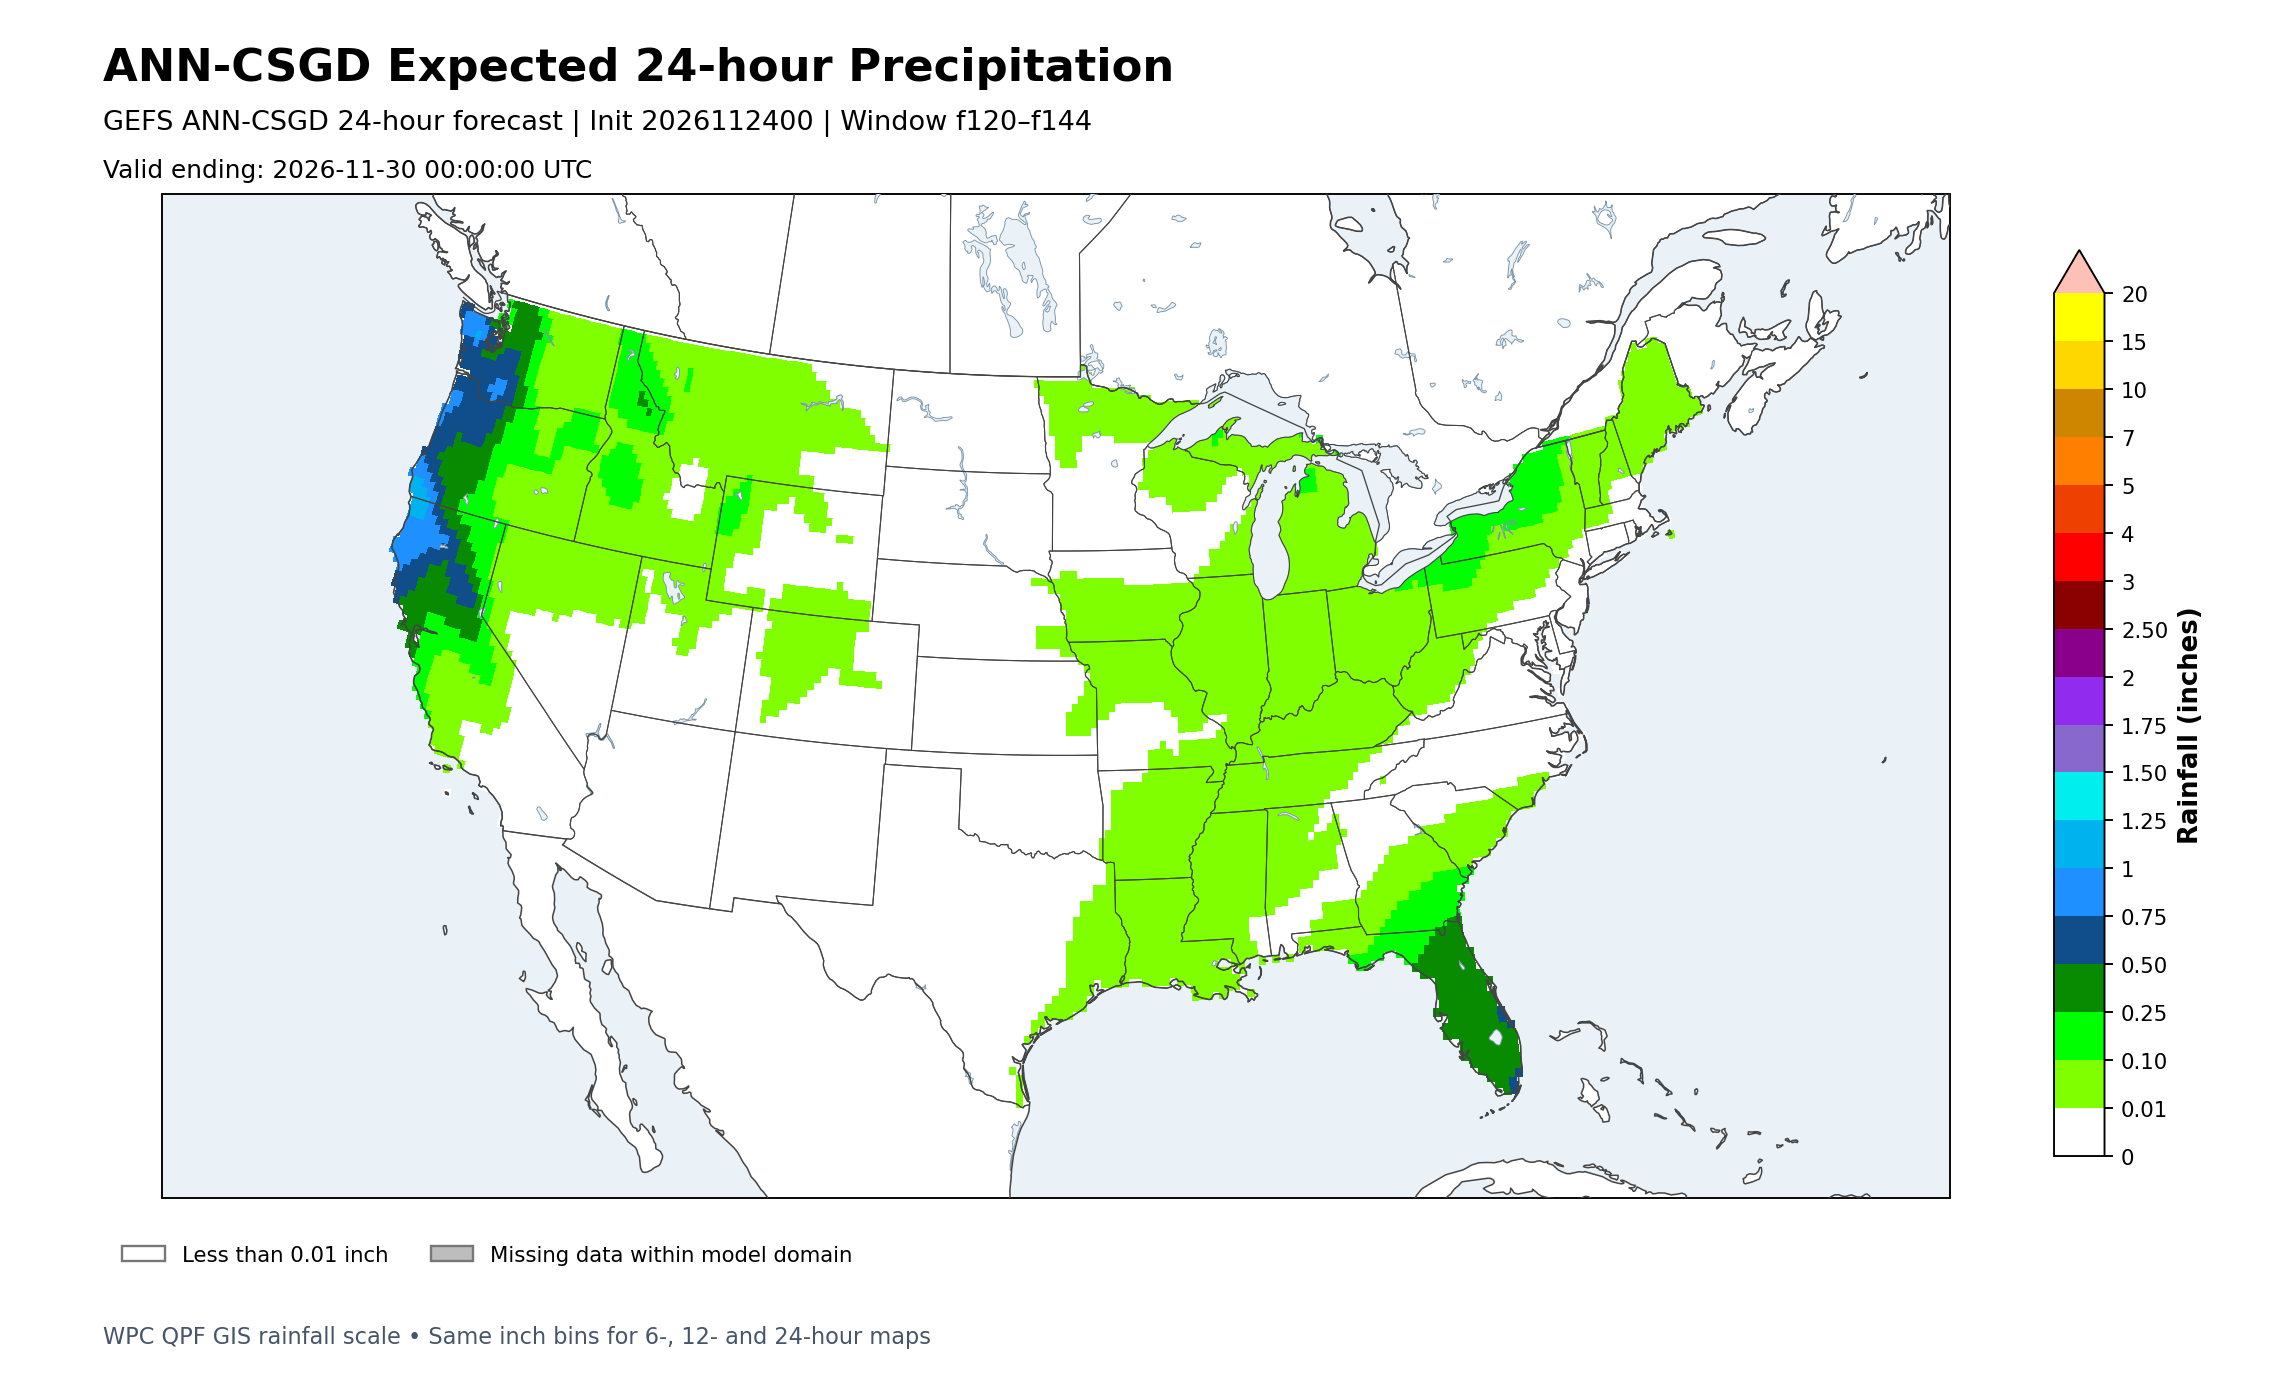 ANN-CSGD Expected 24-hour Precipitation
GEFS ANN-CSGD 24-hour forecast | Init 2026112400 | Window f120–f144
Valid ending: 2026-11-30 00:00:00 UTC
20
15
10
7
5
4
3
2.50
2
1.75
1.50
1.25
1
0.75
0.50
0.25
0.10
0.01
0
Rainfall (inches)
Less than 0.01 inch
Missing data within model domain
WPC QPF GIS rainfall scale • Same inch bins for 6-, 12- and 24-hour maps